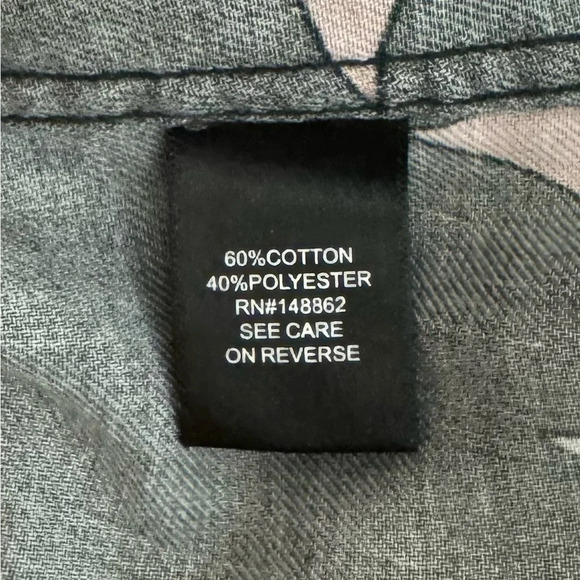 60%COTTON
40%POLYESTER
RN#148862
SEE CARE
ON REVERSE